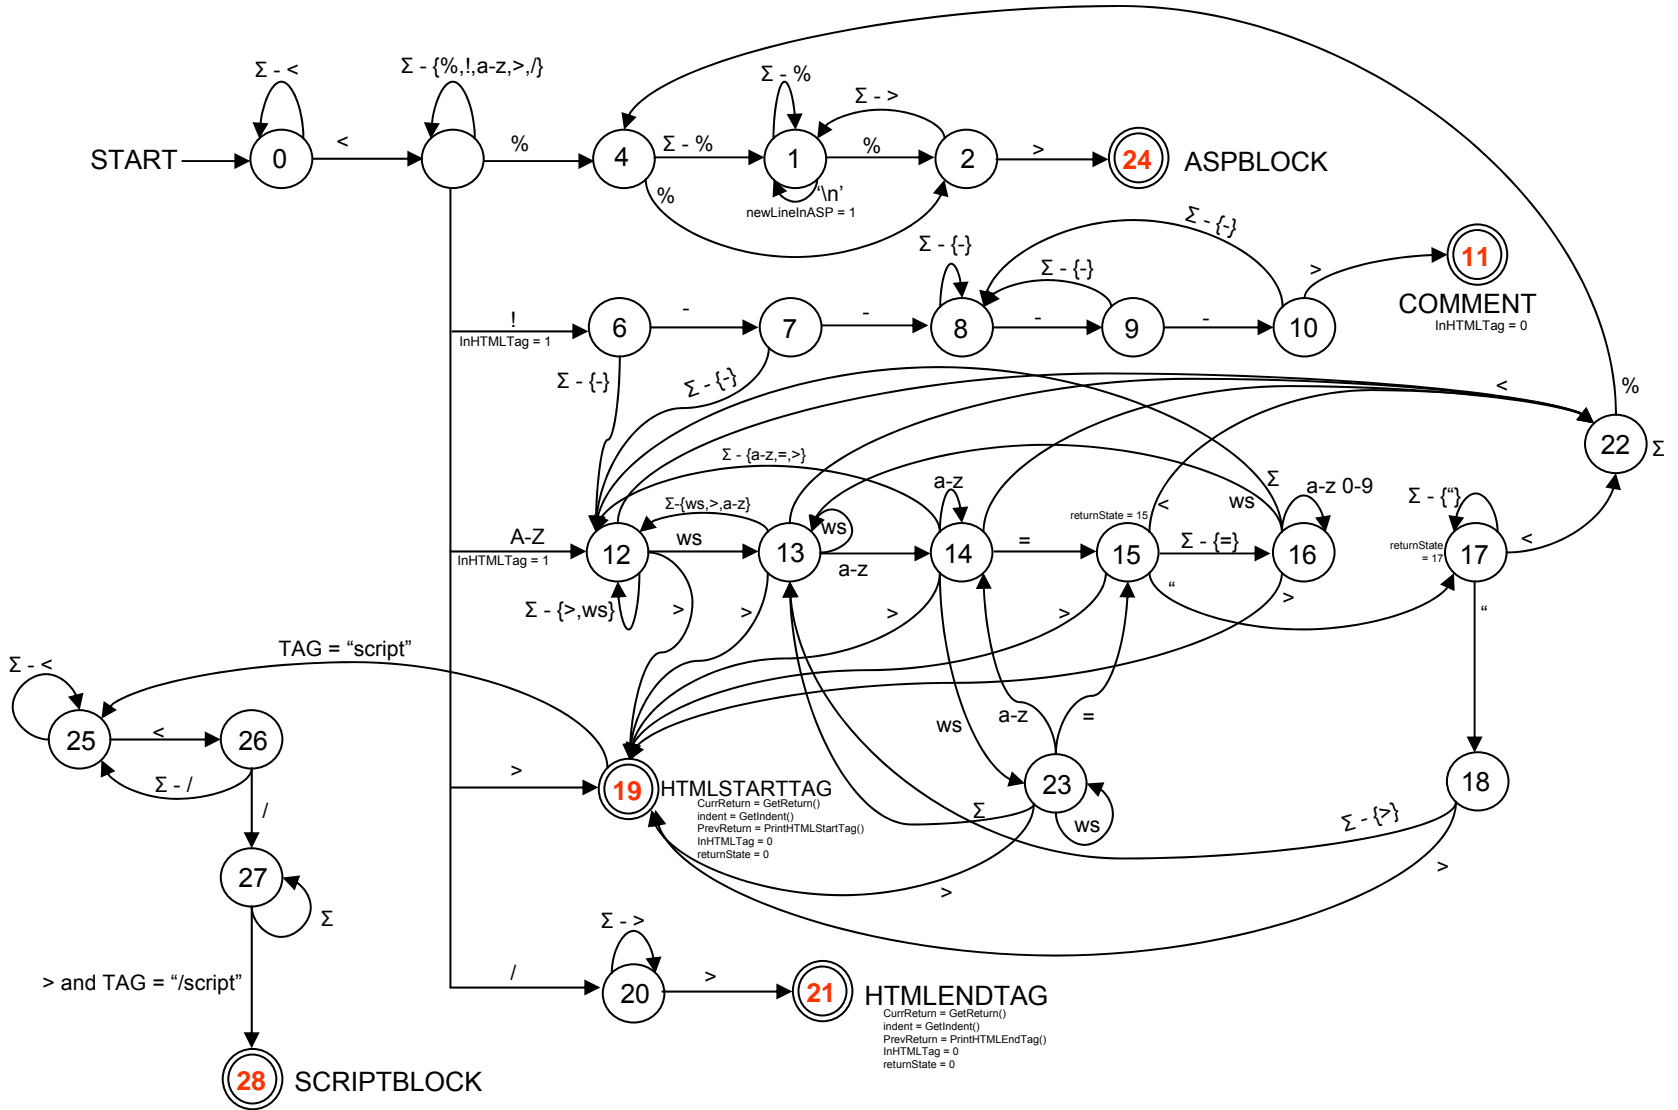 Σ - <
Σ - {%,!,a-z,>,/}
Σ - %
Σ - >
START
0
<
%
4
Σ - %
1
%
2
>
24
ASPBLOCK
%
'\n'
newLineInASP = 1
Σ - {-}
Σ - {-}
Σ - {-}
11
>
COMMENT
InHTMLTag = 0
!
InHTMLTag = 1
6
-
7
-
8
-
9
-
10
Σ - {-}
Σ - {-}
<
%
22
Σ
Σ - {a-z,=,>}
a-z
Σ
ws
a-z 0-9
Σ - {“}
Σ-{ws,>,a-z}
ws
returnState = 15
<
A-Z
InHTMLTag = 1
12
ws
13
a-z
14
=
15
Σ - {=}
16
returnState
= 17
17
<
Σ - {>,ws}
>
>
>
>
“
>
“
TAG = “script”
Σ - <
25
<
26
Σ - /
/
ws
a-z
=
>
19
HTMLSTARTTAG
CurrReturn = GetReturn()
indent = GetIndent()
PrevReturn = PrintHTMLStartTag()
InHTMLTag = 0
returnState = 0
23
ws
Σ
18
Σ - {>}
>
>
27
Σ
Σ - >
> and TAG = “/script”
/
20
>
21
HTMLENDTAG
CurrReturn = GetReturn()
indent = GetIndent()
PrevReturn = PrintHTMLEndTag()
InHTMLTag = 0
returnState = 0
28
SCRIPTBLOCK